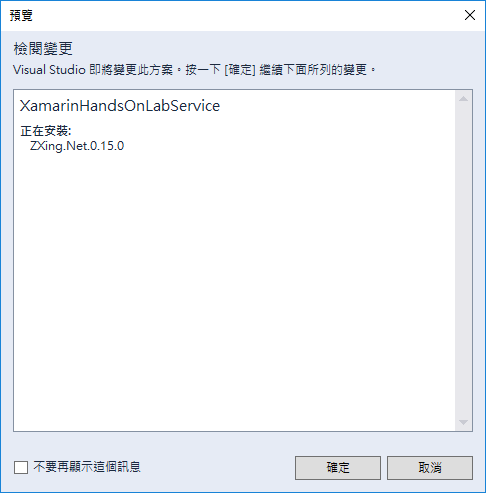 預覽
檢閱變更
Visual Studio 即將變更此方案。按一下 [確定] 繼續下面所列的變更。
XamarinHandsOnLabService
正在安裝:
ZXing.Net.0.15.0
不要再顯示這個訊息
確定
取消